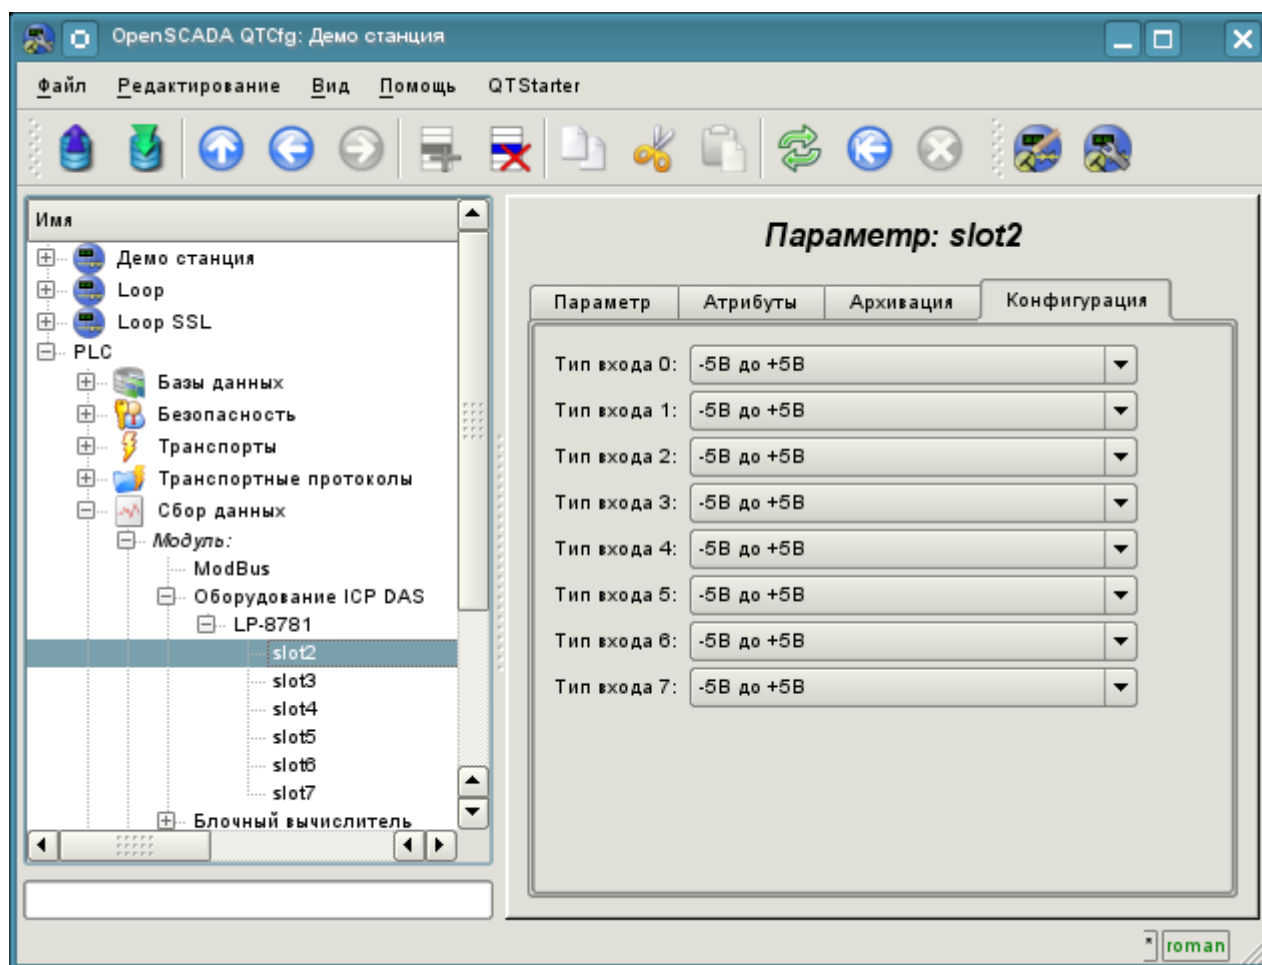 OpenSCADA QTCfg: Демо станция
Файл Редактирование Вид Помощь QTStarter
Имя
Демо станция
Loop
Loop SSL
PLC
Базы данных
Безопасность
Транспорты
Транспортные протоколы
Сбор данных
Модуль:
ModBus
Оборудование ICP DAS
LP-8781
slot2
slot3
slot4
slot5
slot6
slot7
Блочный вычислитель
Параметр: slot2
Параметр Атрибуты Архивация Конфигурация
Тип входа 0: -5В до +5В
Тип входа 1: -5В до +5В
Тип входа 2: -5В до +5В
Тип входа 3: -5В до +5В
Тип входа 4: -5В до +5В
Тип входа 5: -5В до +5В
Тип входа 6: -5В до +5В
Тип входа 7: -5В до +5В
* roman